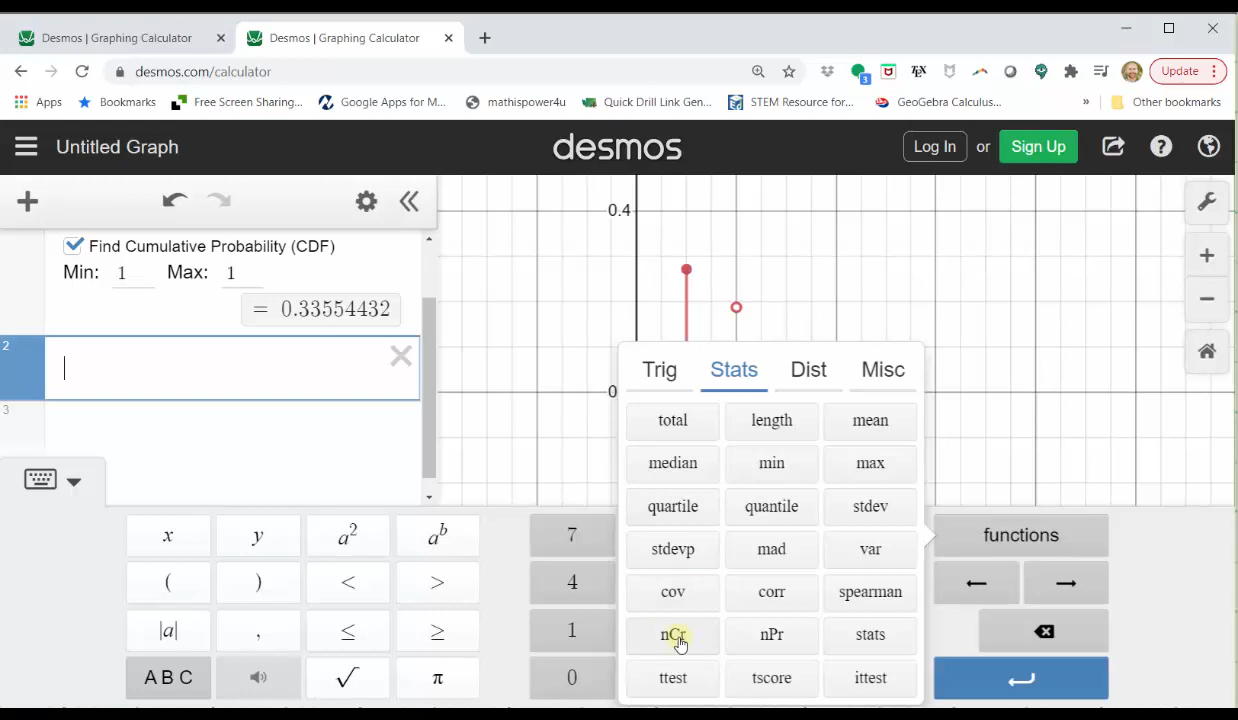 Desmos | Graphing Calculator
Desmos | Graphing Calculator
desmos.com/calculator
3
TEX
Update
Apps
Bookmarks
Free Screen Sharing...
Google Apps for M...
mathispower4u
Quick Drill Link Gen...
STEM Resource for...
GeoGebra Calculus...
»
Other bookmarks
Untitled Graph
desmos
Log In or Sign Up
Find Cumulative Probability (CDF)
Min: 1 Max: 1
= 0.33554432
2
3
0.4
0
Trig Stats Dist Misc
total length mean
median min max
quartile quantile stdev
stdevp mad var
cov corr spearman
nCr nPr stats
ttest tscore ittest
x y a² aᵇ 7 functions
( ) < > 4 ← →
|a| , ≤ ≥ 1
A B C √ π 0